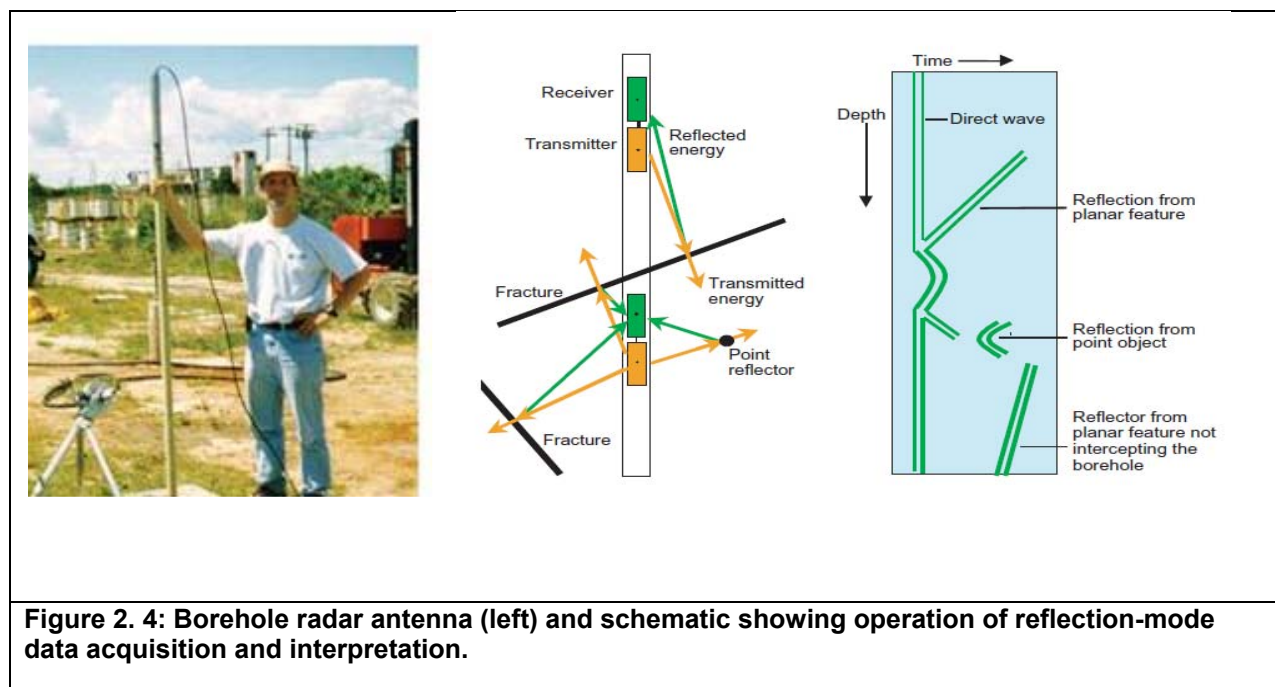 Receiver
Transmitter
Reflected
energy
Fracture
Transmitted
energy
Point
reflector
Fracture
Time
Depth
Direct wave
Reflection from
planar feature
Reflection from
point object
Reflector from
planar feature not
intercepting the
borehole
Figure 2. 4: Borehole radar antenna (left) and schematic showing operation of reflection-mode
data acquisition and interpretation.